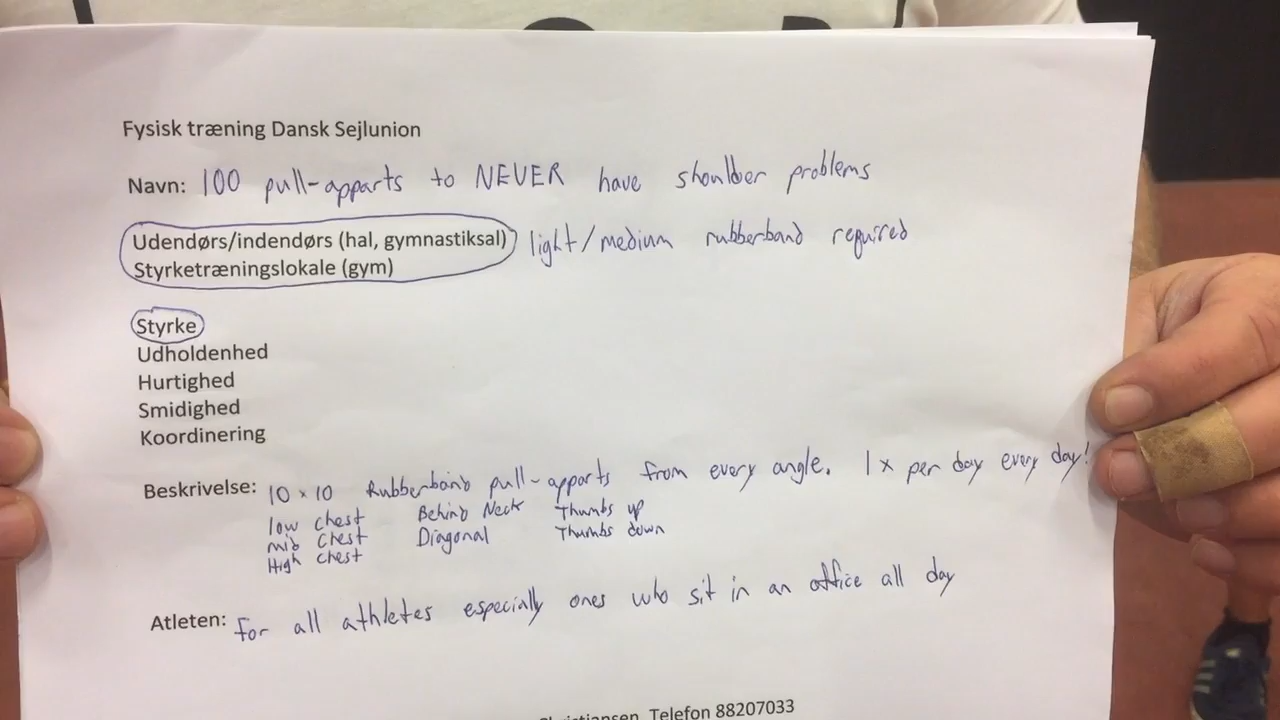 Fysisk træning Dansk Sejlunion
Navn: 100 pull-apparts to NEVER have shoulder problems
Udendørs/indendørs (hal, gymnastiksal) light/medium rubberband required
Styrketræningslokale (gym)
Styrke
Udholdenhed
Hurtighed
Smidighed
Koordinering
Beskrivelse: 10 x 10 Rubberband pull-apparts from every angle. 1 x per day every day!
low chest Behind Neck Thumbs up
mid chest Diagonal Thumbs down
High chest
Atleten: For all athletes especially ones who sit in an office all day
Christiansen, Telefon 88207033